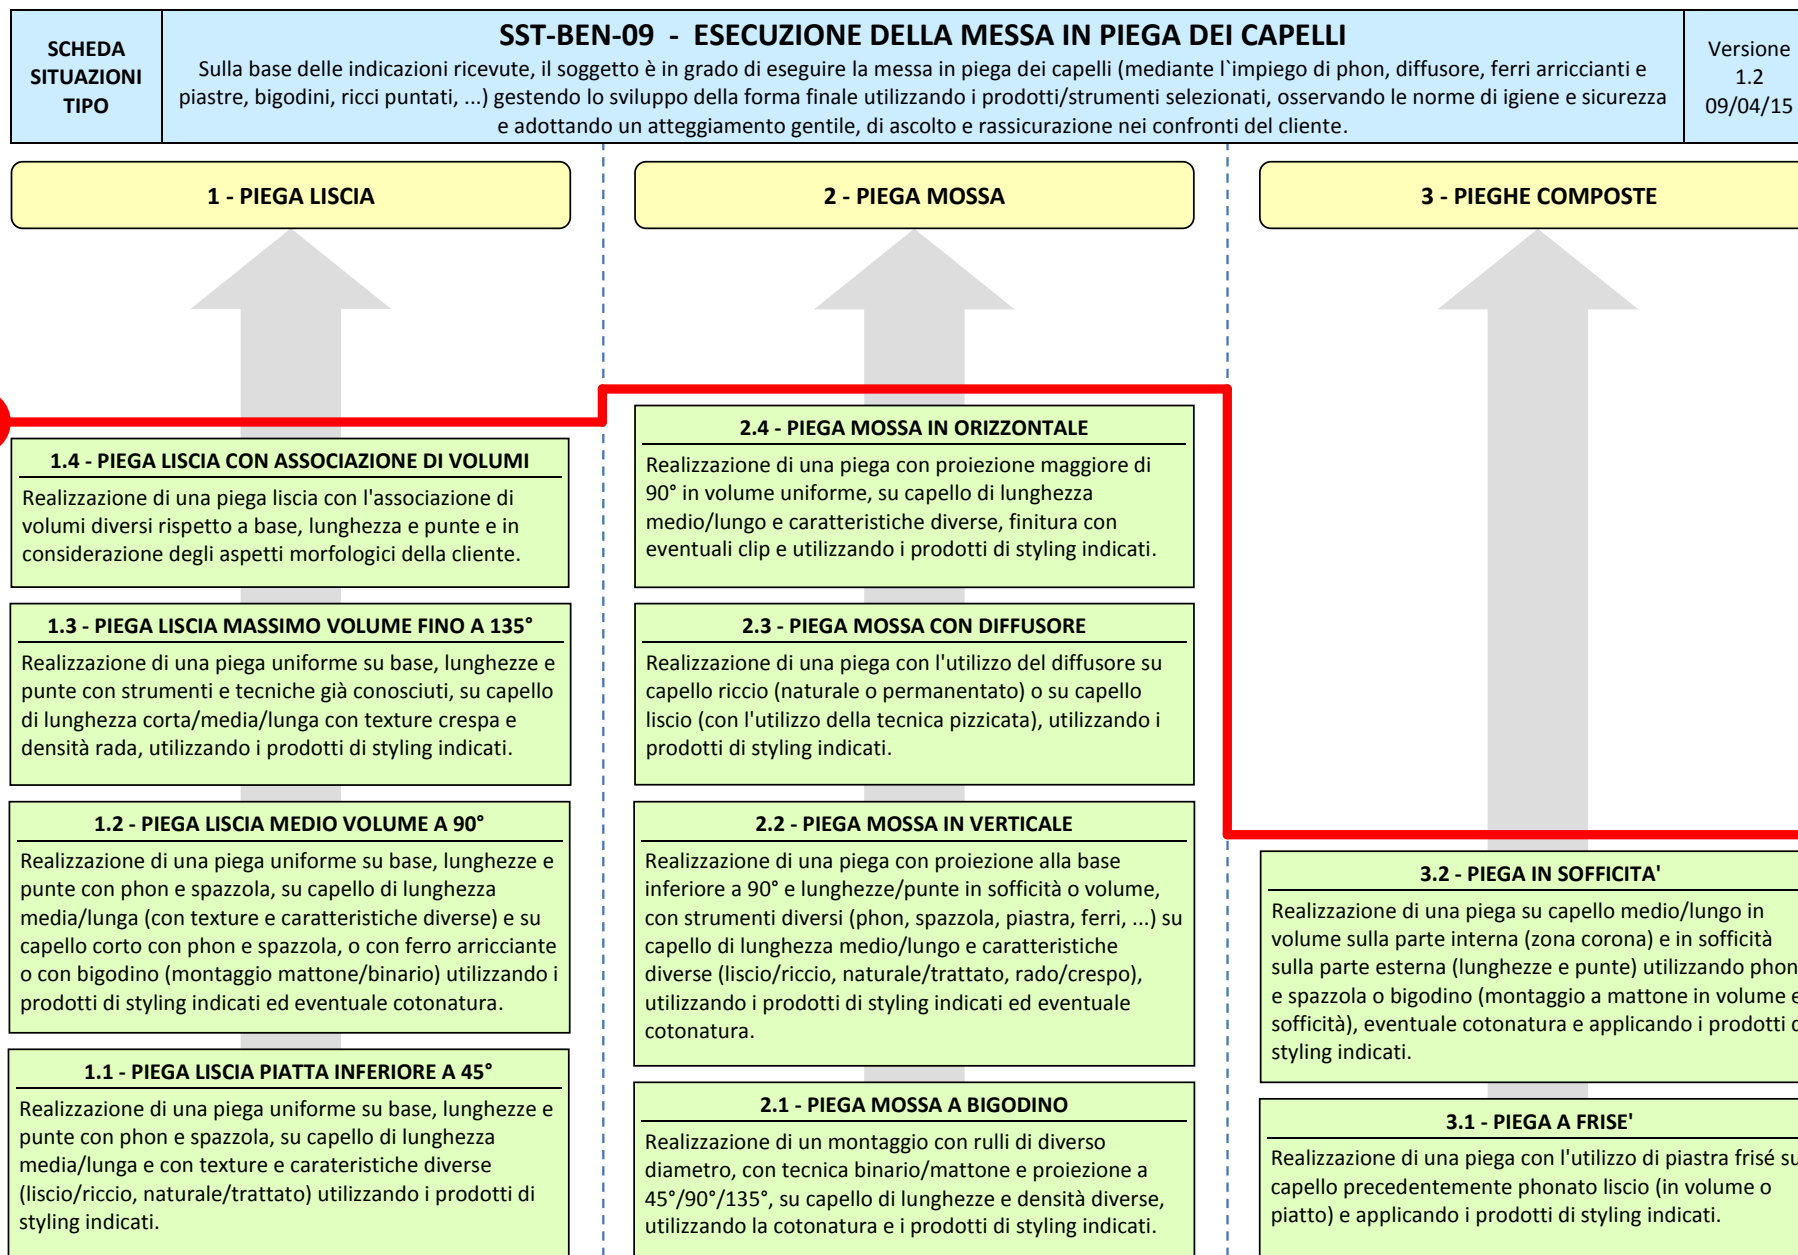 SCHEDA
SITUAZIONI
TIPO
SST-BEN-09 - ESECUZIONE DELLA MESSA IN PIEGA DEI CAPELLI
Sulla base delle indicazioni ricevute, il soggetto è in grado di eseguire la messa in piega dei capelli (mediante l`impiego di phon, diffusore, ferri arriccianti e
piastre, bigodini, ricci puntati, ...) gestendo lo sviluppo della forma finale utilizzando i prodotti/strumenti selezionati, osservando le norme di igiene e sicurezza
e adottando un atteggiamento gentile, di ascolto e rassicurazione nei confronti del cliente.
Versione
1.2
09/04/15
1 - PIEGA LISCIA
1.4 - PIEGA LISCIA CON ASSOCIAZIONE DI VOLUMI
Realizzazione di una piega liscia con l'associazione di
volumi diversi rispetto a base, lunghezza e punte e in
considerazione degli aspetti morfologici della cliente.
1.3 - PIEGA LISCIA MASSIMO VOLUME FINO A 135°
Realizzazione di una piega uniforme su base, lunghezze e
punte con strumenti e tecniche già conosciuti, su capello
di lunghezza corta/media/lunga con texture crespa e
densità rada, utilizzando i prodotti di styling indicati.
1.2 - PIEGA LISCIA MEDIO VOLUME A 90°
Realizzazione di una piega uniforme su base, lunghezze e
punte con phon e spazzola, su capello di lunghezza
media/lunga (con texture e caratteristiche diverse) e su
capello corto con phon e spazzola, o con ferro arricciante
o con bigodino (montaggio mattone/binario) utilizzando i
prodotti di styling indicati ed eventuale cotonatura.
1.1 - PIEGA LISCIA PIATTA INFERIORE A 45°
Realizzazione di una piega uniforme su base, lunghezze e
punte con phon e spazzola, su capello di lunghezza
media/lunga e con texture e carateristiche diverse
(liscio/riccio, naturale/trattato) utilizzando i prodotti di
styling indicati.
2 - PIEGA MOSSA
2.4 - PIEGA MOSSA IN ORIZZONTALE
Realizzazione di una piega con proiezione maggiore di
90° in volume uniforme, su capello di lunghezza
medio/lungo e caratteristiche diverse, finitura con
eventuali clip e utilizzando i prodotti di styling indicati.
2.3 - PIEGA MOSSA CON DIFFUSORE
Realizzazione di una piega con l'utilizzo del diffusore su
capello riccio (naturale o permanentato) o su capello
liscio (con l'utilizzo della tecnica pizzicata), utilizzando i
prodotti di styling indicati.
2.2 - PIEGA MOSSA IN VERTICALE
Realizzazione di una piega con proiezione alla base
inferiore a 90° e lunghezze/punte in sofficità o volume,
con strumenti diversi (phon, spazzola, piastra, ferri, ...) su
capello di lunghezza medio/lungo e caratteristiche
diverse (liscio/riccio, naturale/trattato, rado/crespo),
utilizzando i prodotti di styling indicati ed eventuale
cotonatura.
2.1 - PIEGA MOSSA A BIGODINO
Realizzazione di un montaggio con rulli di diverso
diametro, con tecnica binario/mattone e proiezione a
45°/90°/135°, su capello di lunghezze e densità diverse,
utilizzando la cotonatura e i prodotti di styling indicati.
3 - PIEGHE COMPOSTE
3.2 - PIEGA IN SOFFICITA'
Realizzazione di una piega su capello medio/lungo in
volume sulla parte interna (zona corona) e in sofficità
sulla parte esterna (lunghezze e punte) utilizzando phon
e spazzola o bigodino (montaggio a mattone in volume e
sofficità), eventuale cotonatura e applicando i prodotti
styling indicati.
3.1 - PIEGA A FRISE'
Realizzazione di una piega con l'utilizzo di piastra frisé su
capello precedentemente phonato liscio (in volume o
piatto) e applicando i prodotti di styling indicati.